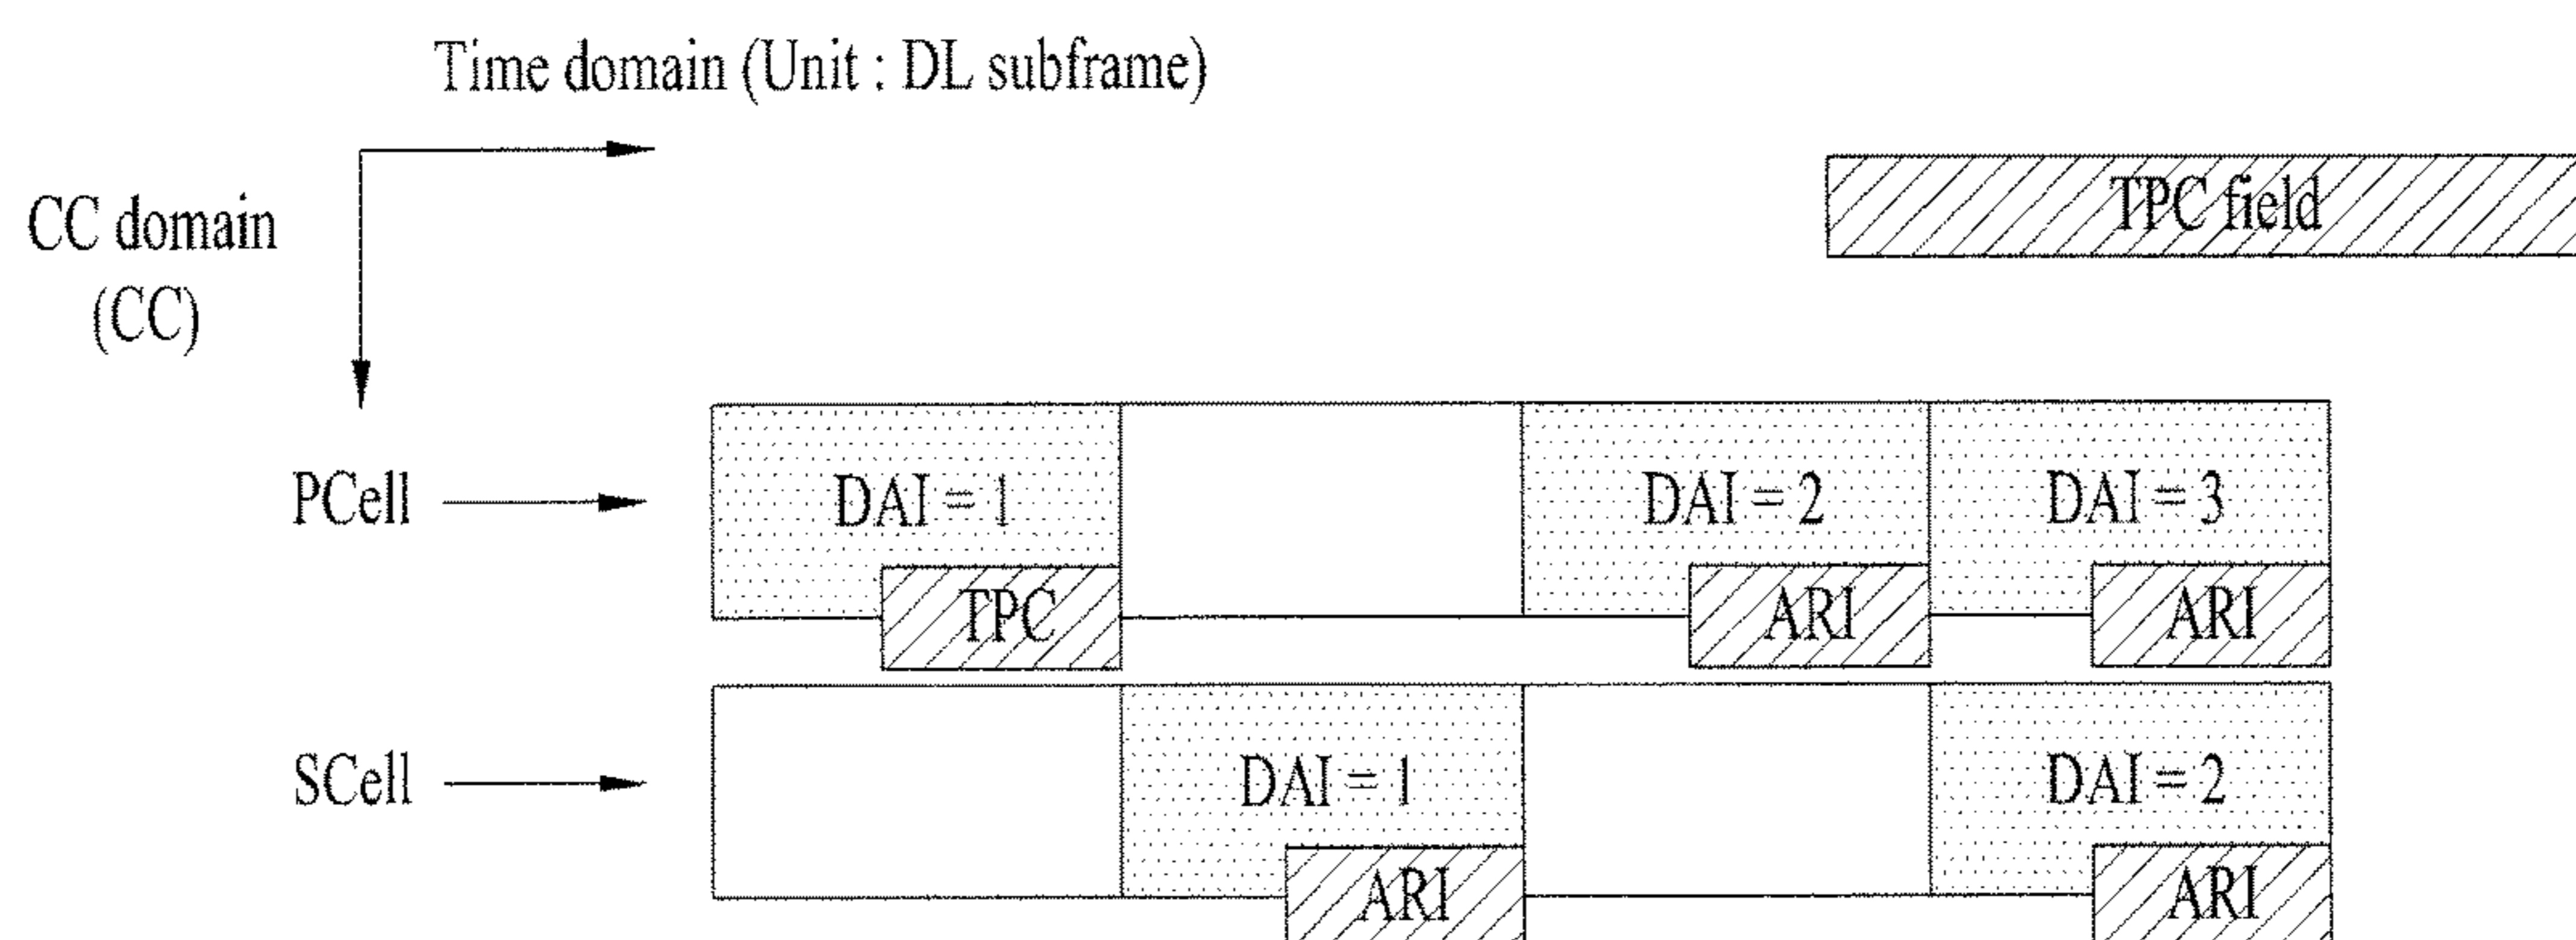 Time domain (Unit : DL subframe)
CC domain
(CC)
TPC field
PCell
DAI = 1
DAI = 2
DAI = 3
TPC
ARI
ARI
SCell
DAI = 1
DAI = 2
ARI
ARI